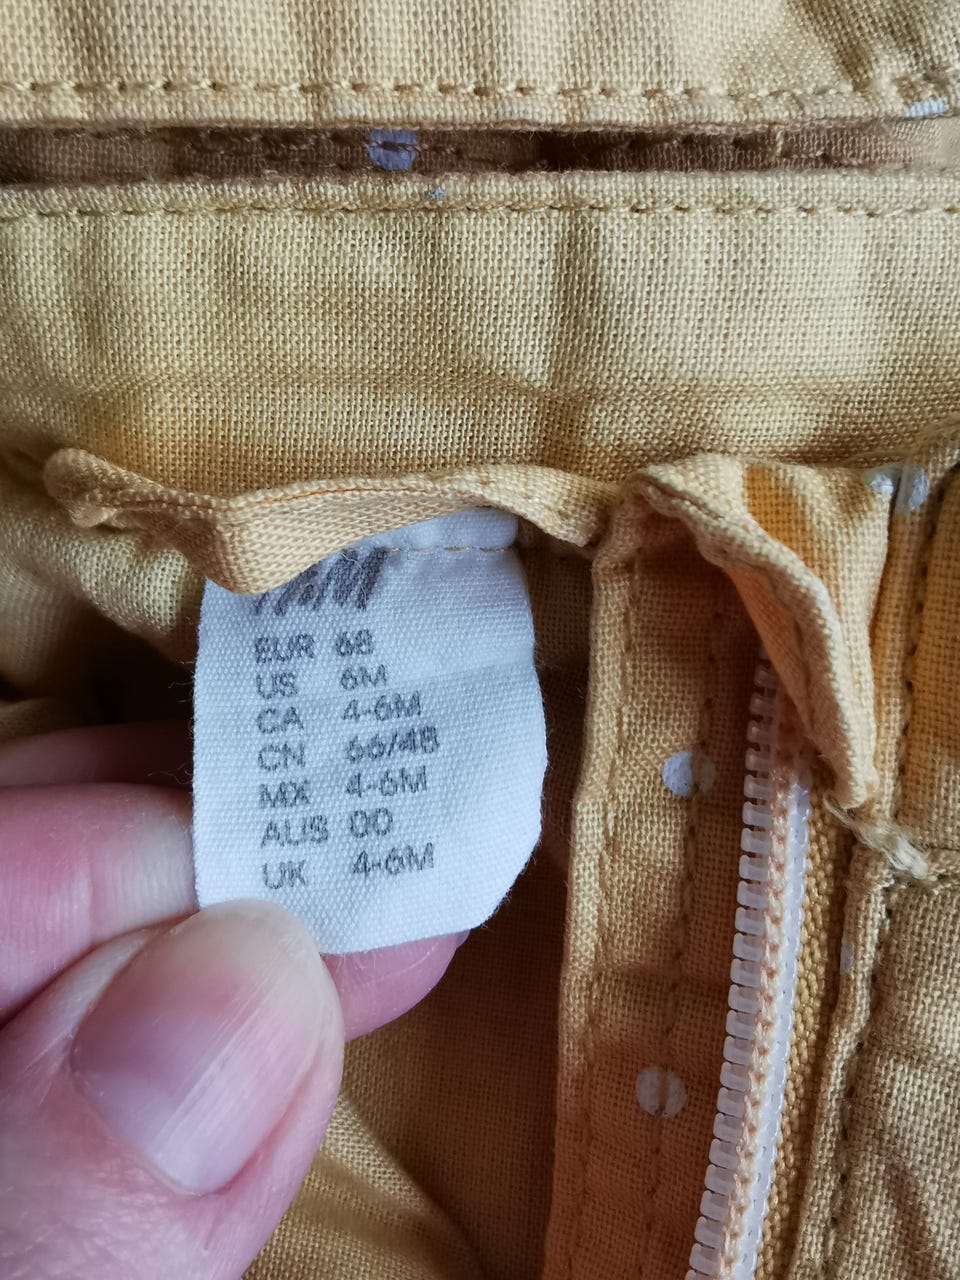 H&M
EUR 68
US 6M
CA 4-6M
CN 66/48
MX 4-6M
AUS 00
UK 4-6M